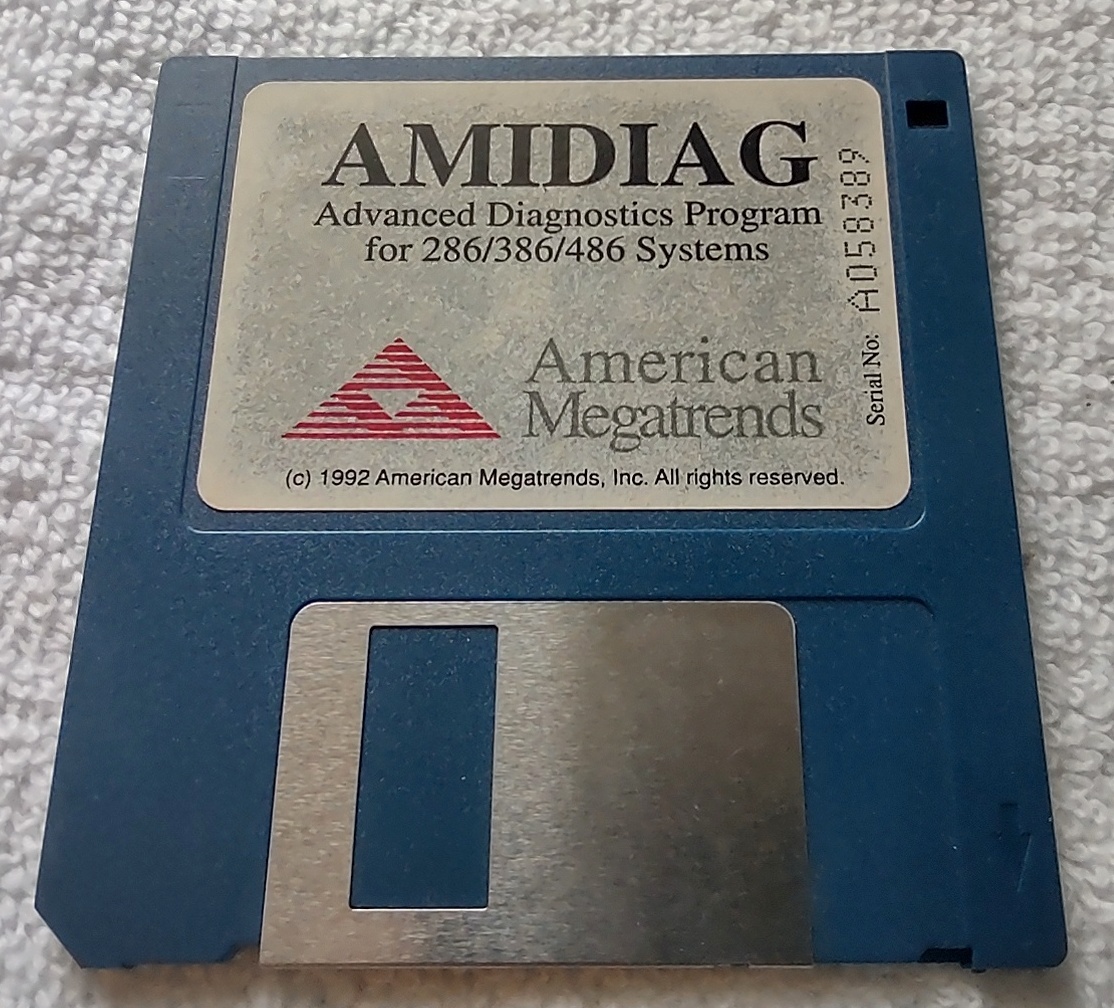 AMIDIAG
Advanced Diagnostics Program
for 286/386/486 Systems
American
Megatrends
(c) 1992 American Megatrends, Inc. All rights reserved.
Serial No: A058389